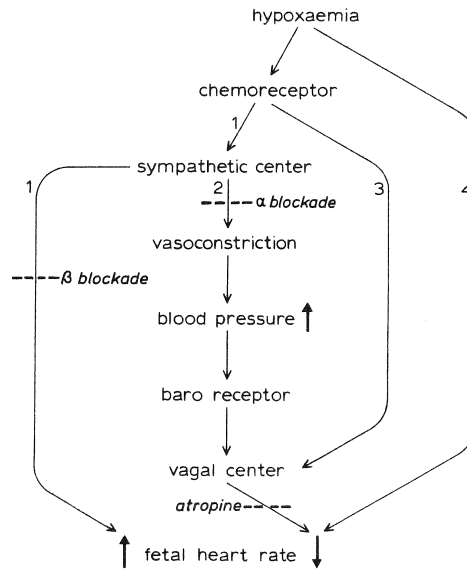 hypoxaemia
chemoreceptor
1
sympathetic center
1
2
3
4
α blockade
vasoconstriction
β blockade
blood pressure
baro receptor
vagal center
atropine
fetal heart rate